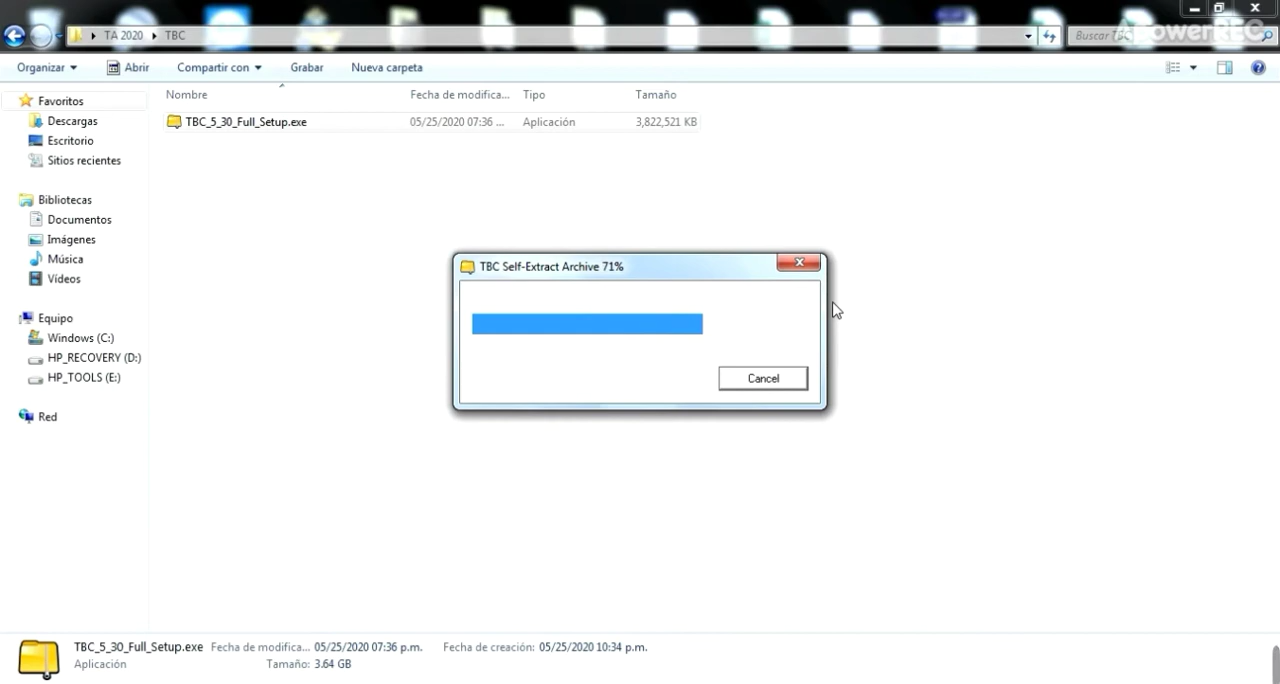 TA 2020 TBC Buscar TBC
ApowerREC
Organizar Abrir Compartir con Grabar Nueva carpeta
Nombre Fecha de modifica... Tipo Tamaño
TBC_5_30_Full_Setup.exe 05/25/2020 07:36 ... Aplicación 3,822,521 KB
Favoritos
Descargas
Escritorio
Sitios recientes
Bibliotecas
Documentos
Imágenes
Música
Vídeos
Equipo
Windows (C:)
HP_RECOVERY (D:)
HP_TOOLS (E:)
Red
TBC Self-Extract Archive 71%
Cancel
TBC_5_30_Full_Setup.exe Fecha de modifica... 05/25/2020 07:36 p.m. Fecha de creación: 05/25/2020 10:34 p.m.
Aplicación Tamaño: 3.64 GB